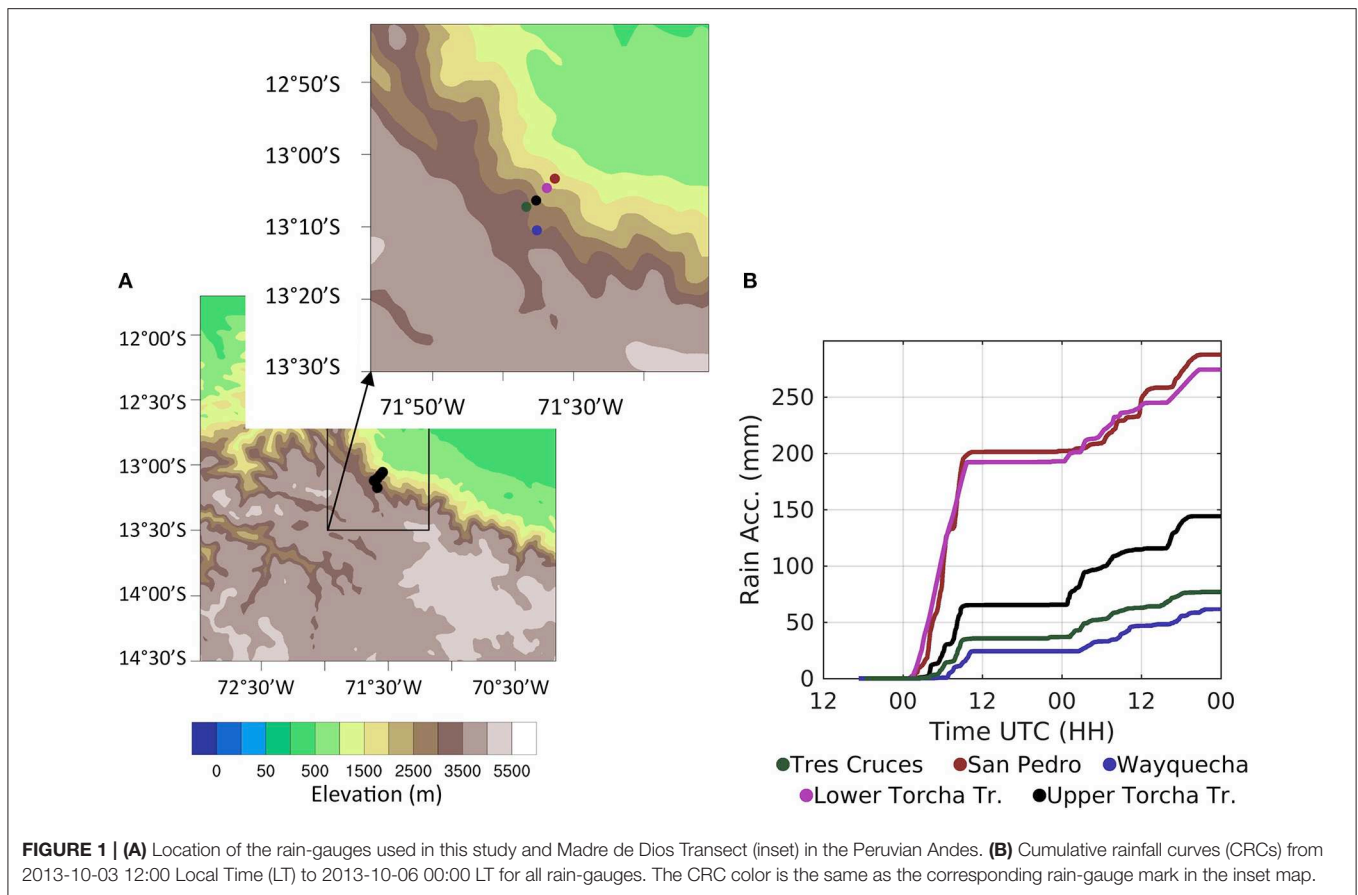 12°50'S
13°00'S
13°10'S
13°20'S
13°30'S
71°50'W 71°30'W
A
12°00'S
12°30'S
13°00'S
13°30'S
14°00'S
14°30'S
72°30'W 71°30'W 70°30'W
0 50 500 1500 2500 3500 5500
Elevation (m)
B
Rain Acc. (mm)
250
200
150
100
50
0
12 00 12 00 12 00
Time UTC (HH)
Tres Cruces San Pedro Wayquecha
Lower Torcha Tr. Upper Torcha Tr.
FIGURE 1 | (A) Location of the rain-gauges used in this study and Madre de Dios Transect (inset) in the Peruvian Andes. (B) Cumulative rainfall curves (CRCs) from
2013-10-03 12:00 Local Time (LT) to 2013-10-06 00:00 LT for all rain-gauges. The CRC color is the same as the corresponding rain-gauge mark in the inset map.